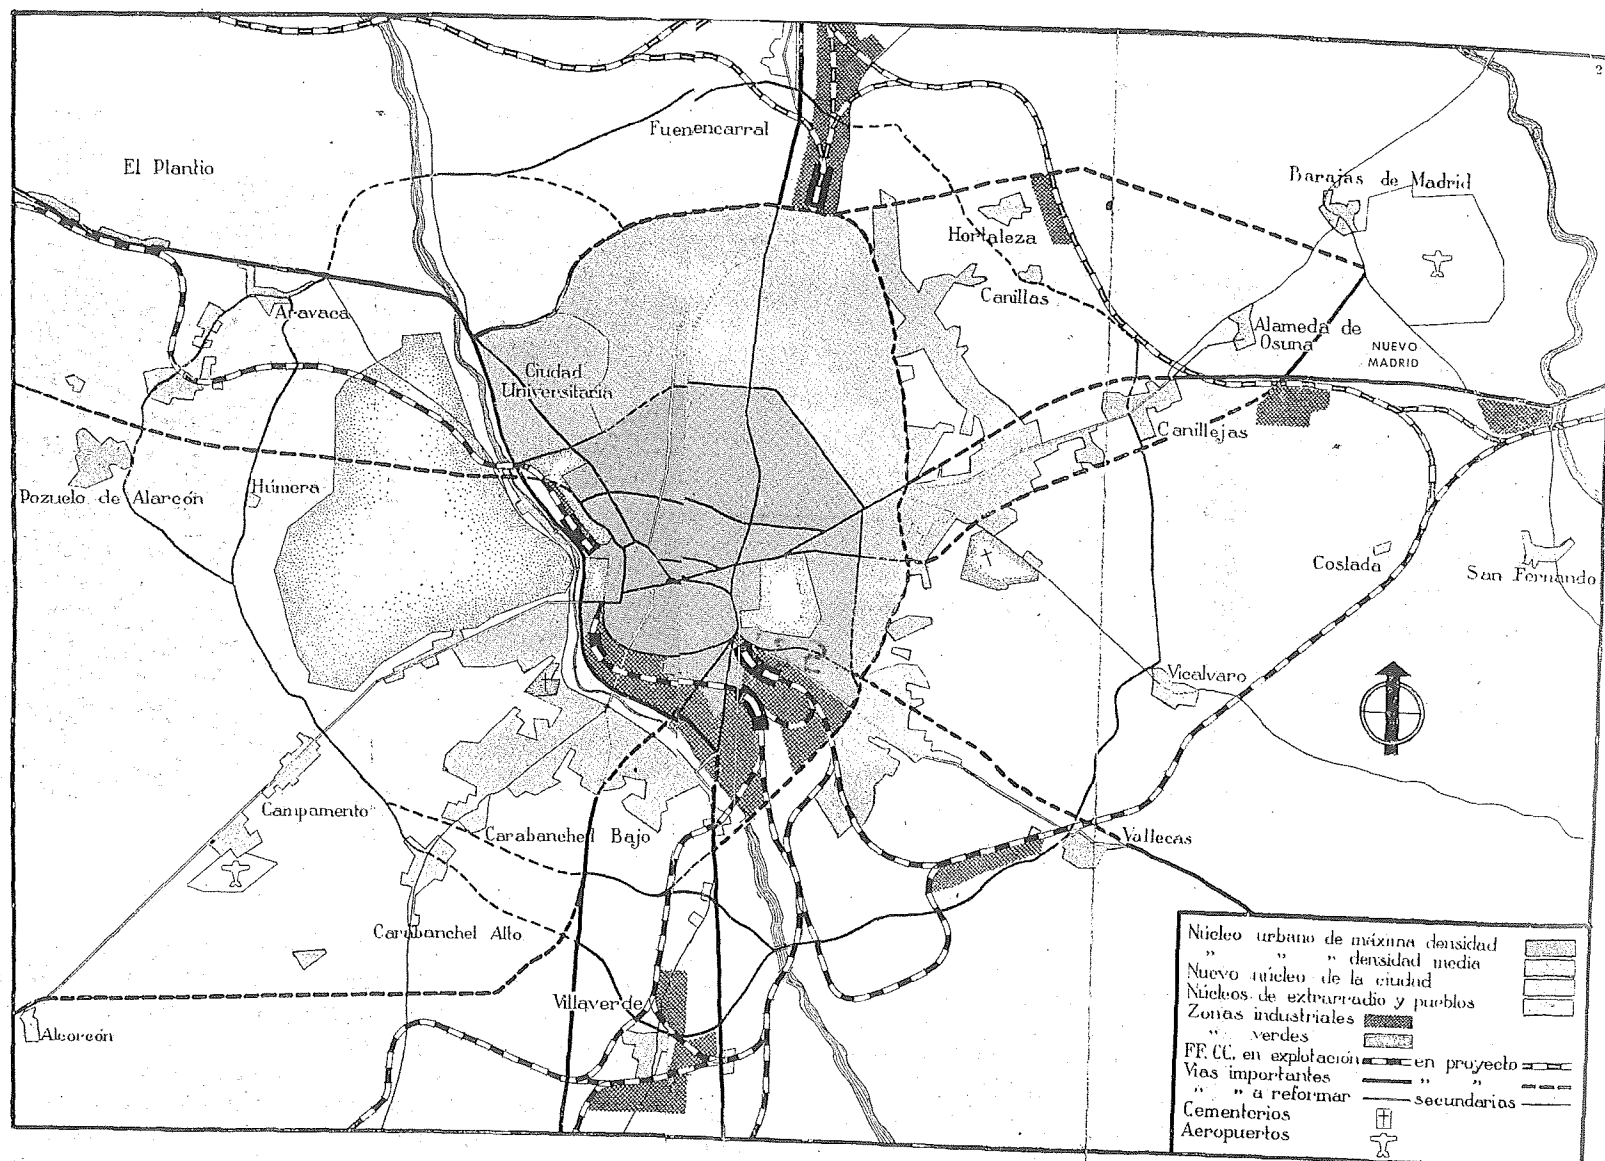 2
Fuenencarral
El Plantío
Barajas de Madrid
Hortaleza
Canillas
Aravaca
Alameda de
Osuna
NUEVO
MADRID
Ciudad
Universitaria
Canillejas
Pozuelo de Alarcón
Húmera
Coslada
San Fernando
Vicalvaro
Campamento
Carabanchel Bajo
Vallecas
Carabanchel Alto
Villaverde
Alcorcón
Núcleo urbano de máxima densidad
" " " densidad media
Nuevo núcleo de la ciudad
Núcleos de extrarradio y pueblos
Zonas industriales
" verdes
FF. CC. en explotación en proyecto
Vías importantes " "
" " a reformar secundarias
Cementerios
Aeropuertos